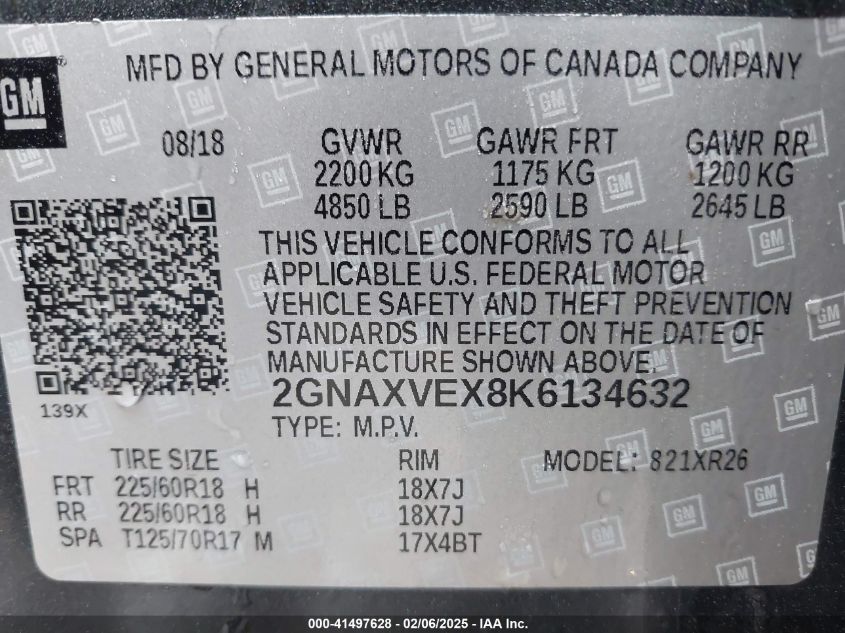 MFD BY GENERAL MOTORS OF CANADA COMPANY
GM
08/18 GVWR GAWR FRT GAWR RR
2200 KG 1175 KG 1200 KG
4850 LB 2590 LB 2645 LB
THIS VEHICLE CONFORMS TO ALL
APPLICABLE U.S. FEDERAL MOTOR
VEHICLE SAFETY AND THEFT PREVENTION
STANDARDS IN EFFECT ON THE DATE OF
MANUFACTURE SHOWN ABOVE.
2GNAXVEX8K6134632
139X
TYPE: M.P.V.
TIRE SIZE RIM MODEL: 821XR26
FRT 225/60R18 H 18X7J
RR 225/60R18 H 18X7J
SPA T125/70R17 M 17X4BT
000-41497628 - 02/06/2025 - IAA Inc.